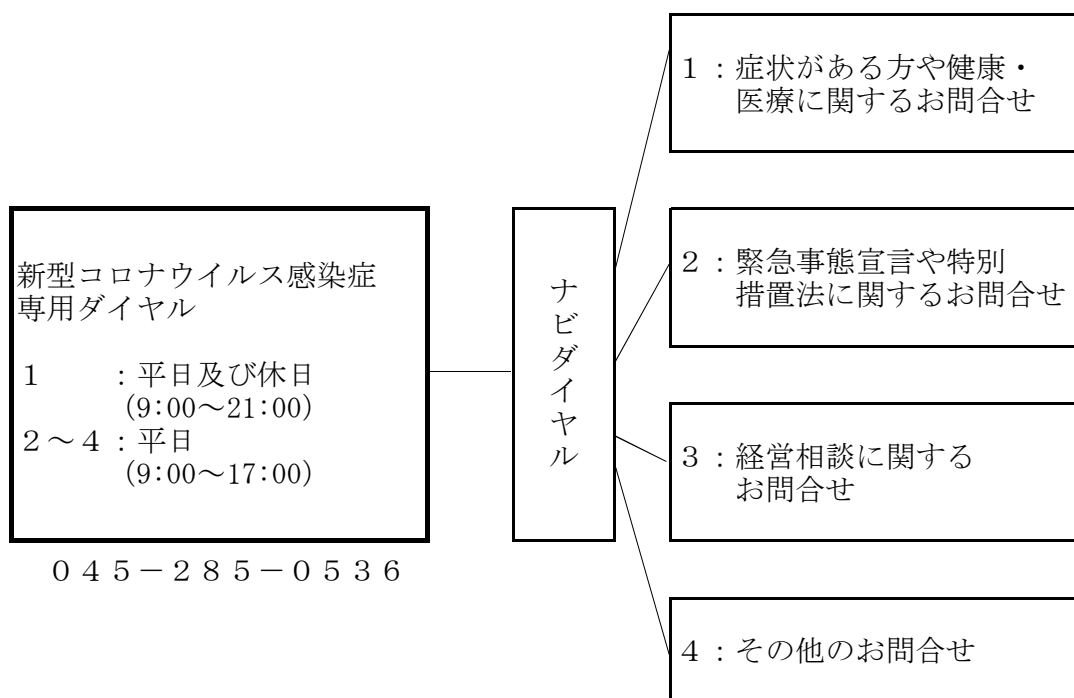 新型コロナウイルス感染症
専用ダイヤル
１　　：平日及び休日
(9:00～21:00)
２～４：平日
(9:00～17:00)
０４５－２８５－０５３６
ナビダイヤル
１：症状がある方や健康・
医療に関するお問合せ
２：緊急事態宣言や特別
措置法に関するお問合せ
３：経営相談に関する
お問合せ
４：その他のお問合せ